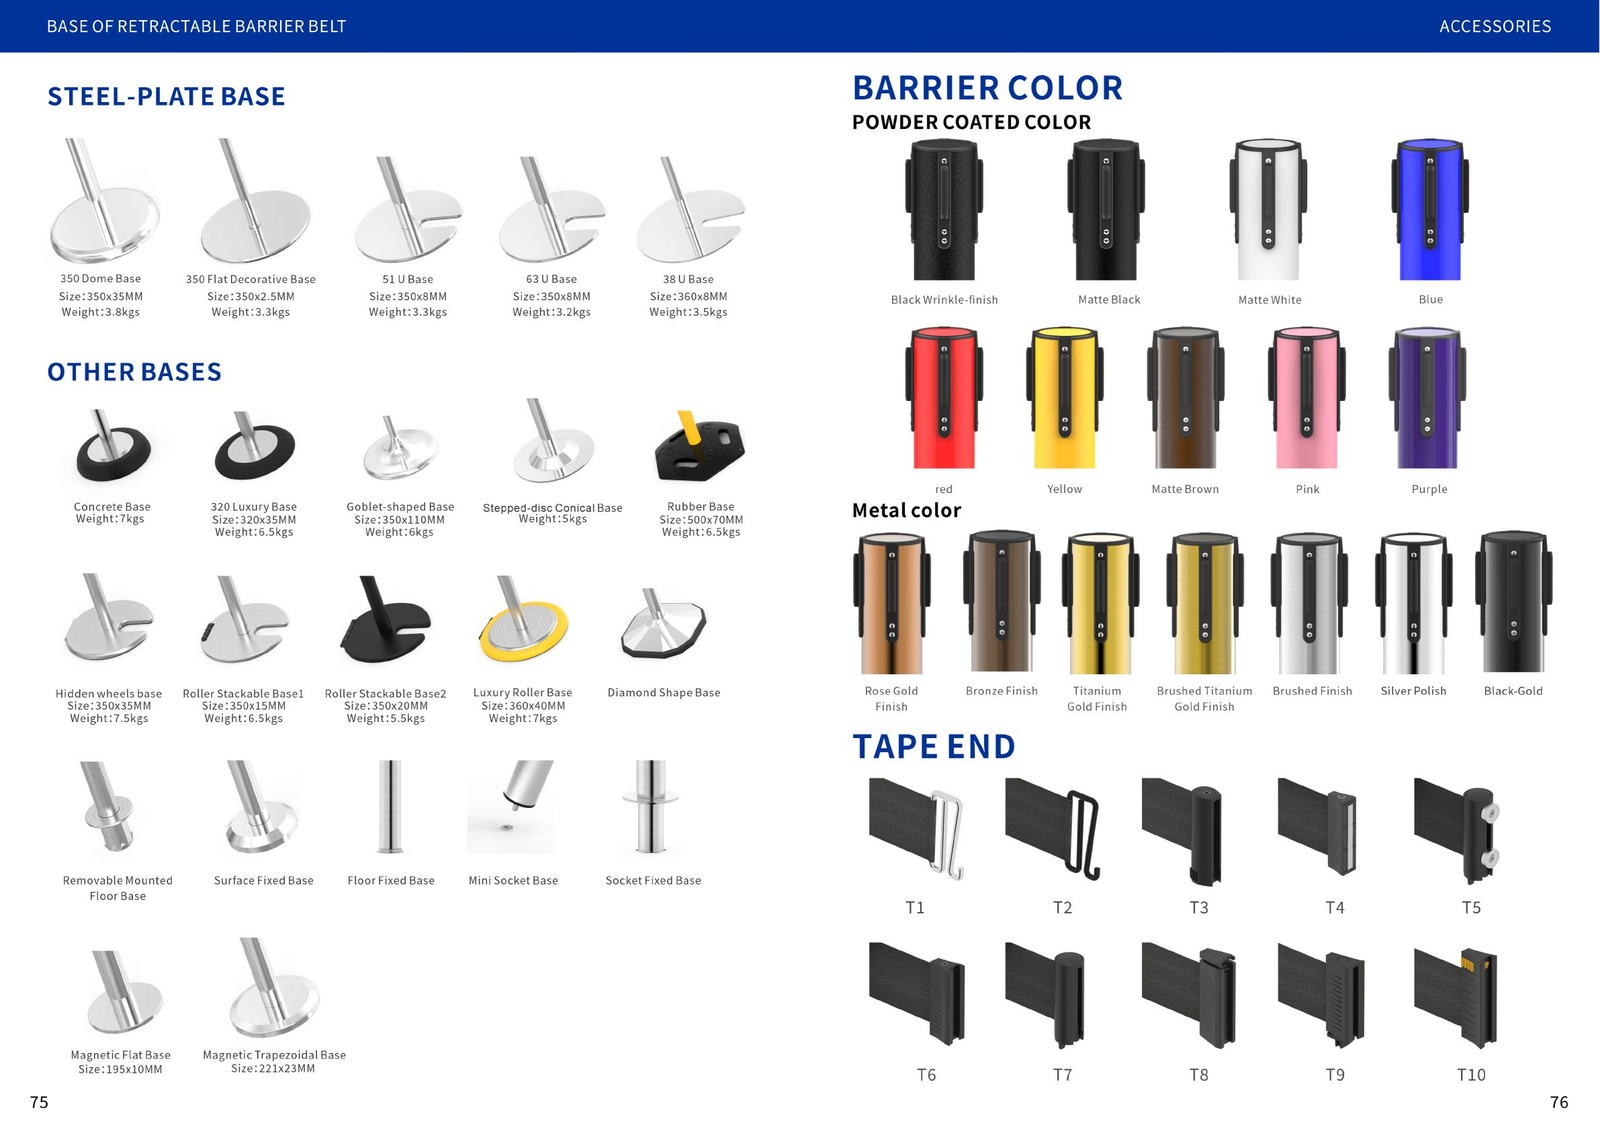 BASE OF RETRACTABLE BARRIER BELT
STEEL-PLATE BASE
350 Dome Base
Size:350x35MM
Weight:3.8kgs
350 Flat Decorative Base
Size:350x2.5MM
Weight:3.3kgs
51 U Base
Size:350x8MM
Weight:3.3kgs
63 U Base
Size:350x8MM
Weight:3.2kgs
38 U Base
Size:360x8MM
Weight:3.5kgs
OTHER BASES
Concrete Base
Weight:7kgs
320 Luxury Base
Size:320x35MM
Weight:6.5kgs
Goblet-shaped Base
Size:350x110MM
Weight:6kgs
Stepped-disc Conical Base
Weight:5kgs
Rubber Base
Size:500x70MM
Weight:6.5kgs
Hidden wheels base
Size:350x35MM
Weight:7.5kgs
Roller Stackable Base1
Size:350x15MM
Weight:6.5kgs
Roller Stackable Base2
Size:350x20MM
Weight:5.5kgs
Luxury Roller Base
Size:360x40MM
Weight:7kgs
Diamond Shape Base
Removable Mounted
Floor Base
Surface Fixed Base
Floor Fixed Base
Mini Socket Base
Socket Fixed Base
Magnetic Flat Base
Size:195x10MM
Magnetic Trapezoidal Base
Size:221x23MM
75
ACCESSORIES
BARRIER COLOR
POWDER COATED COLOR
Black Wrinkle-finish
Matte Black
Matte White
Blue
red
Yellow
Matte Brown
Pink
Purple
Metal color
Rose Gold
Finish
Bronze Finish
Titanium
Gold Finish
Brushed Titanium
Gold Finish
Brushed Finish
Silver Polish
Black-Gold
TAPE END
T1
T2
T3
T4
T5
T6
T7
T8
T9
T10
76